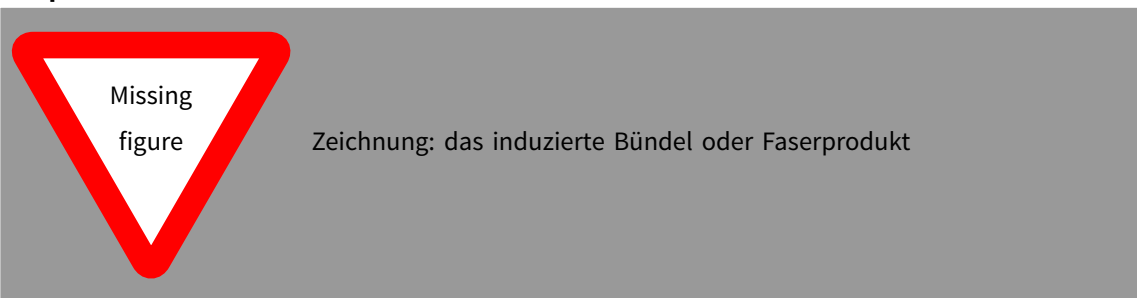 Missing
figure
Zeichnung: das induzierte Bündel oder Faserprodukt